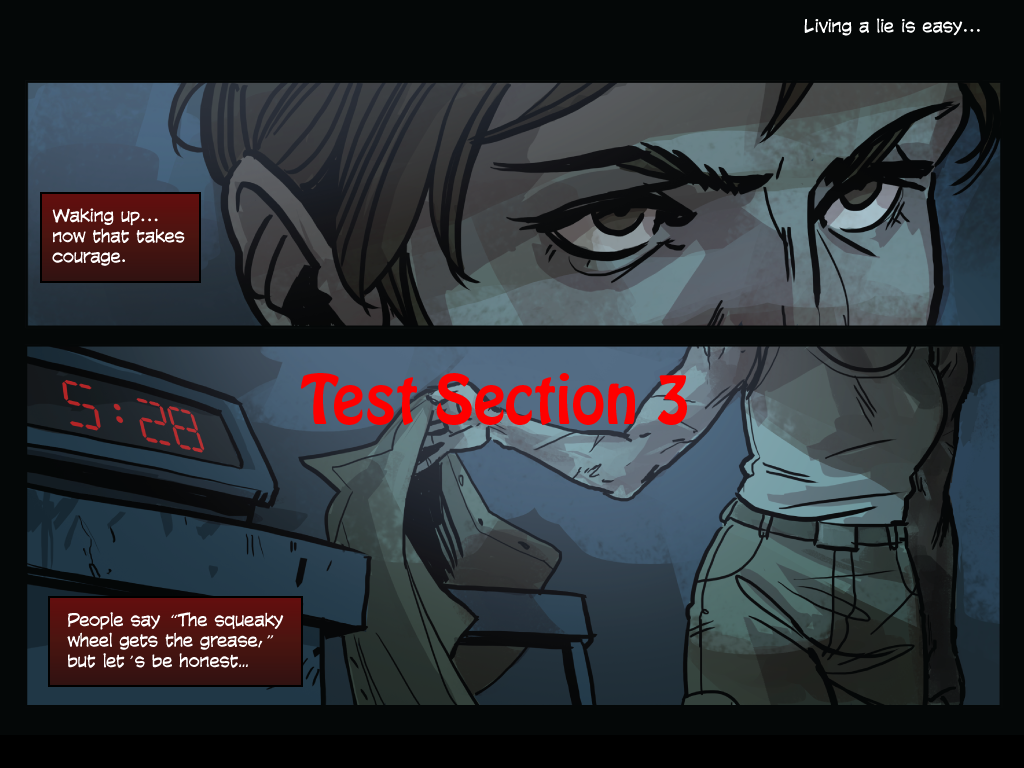 Living a lie is easy...
Waking up...
now that takes
courage.
5:28
Test Section 3
People say "The squeaky
wheel gets the grease,"
but let's be honest...